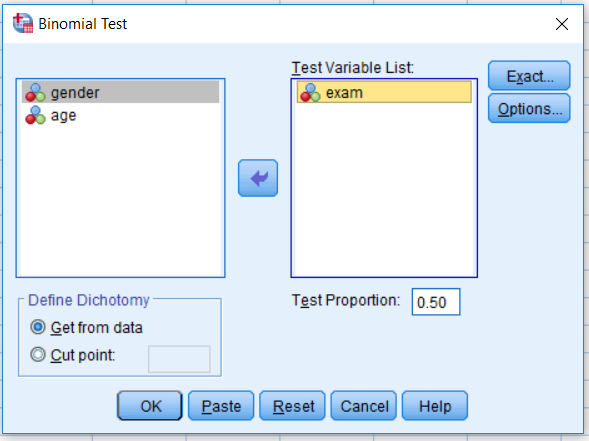 Binomial Test
gender
age
Test Variable List:
exam
Exact...
Options...
Define Dichotomy
Get from data
Cut point:
Test Proportion: 0.50
OK Paste Reset Cancel Help